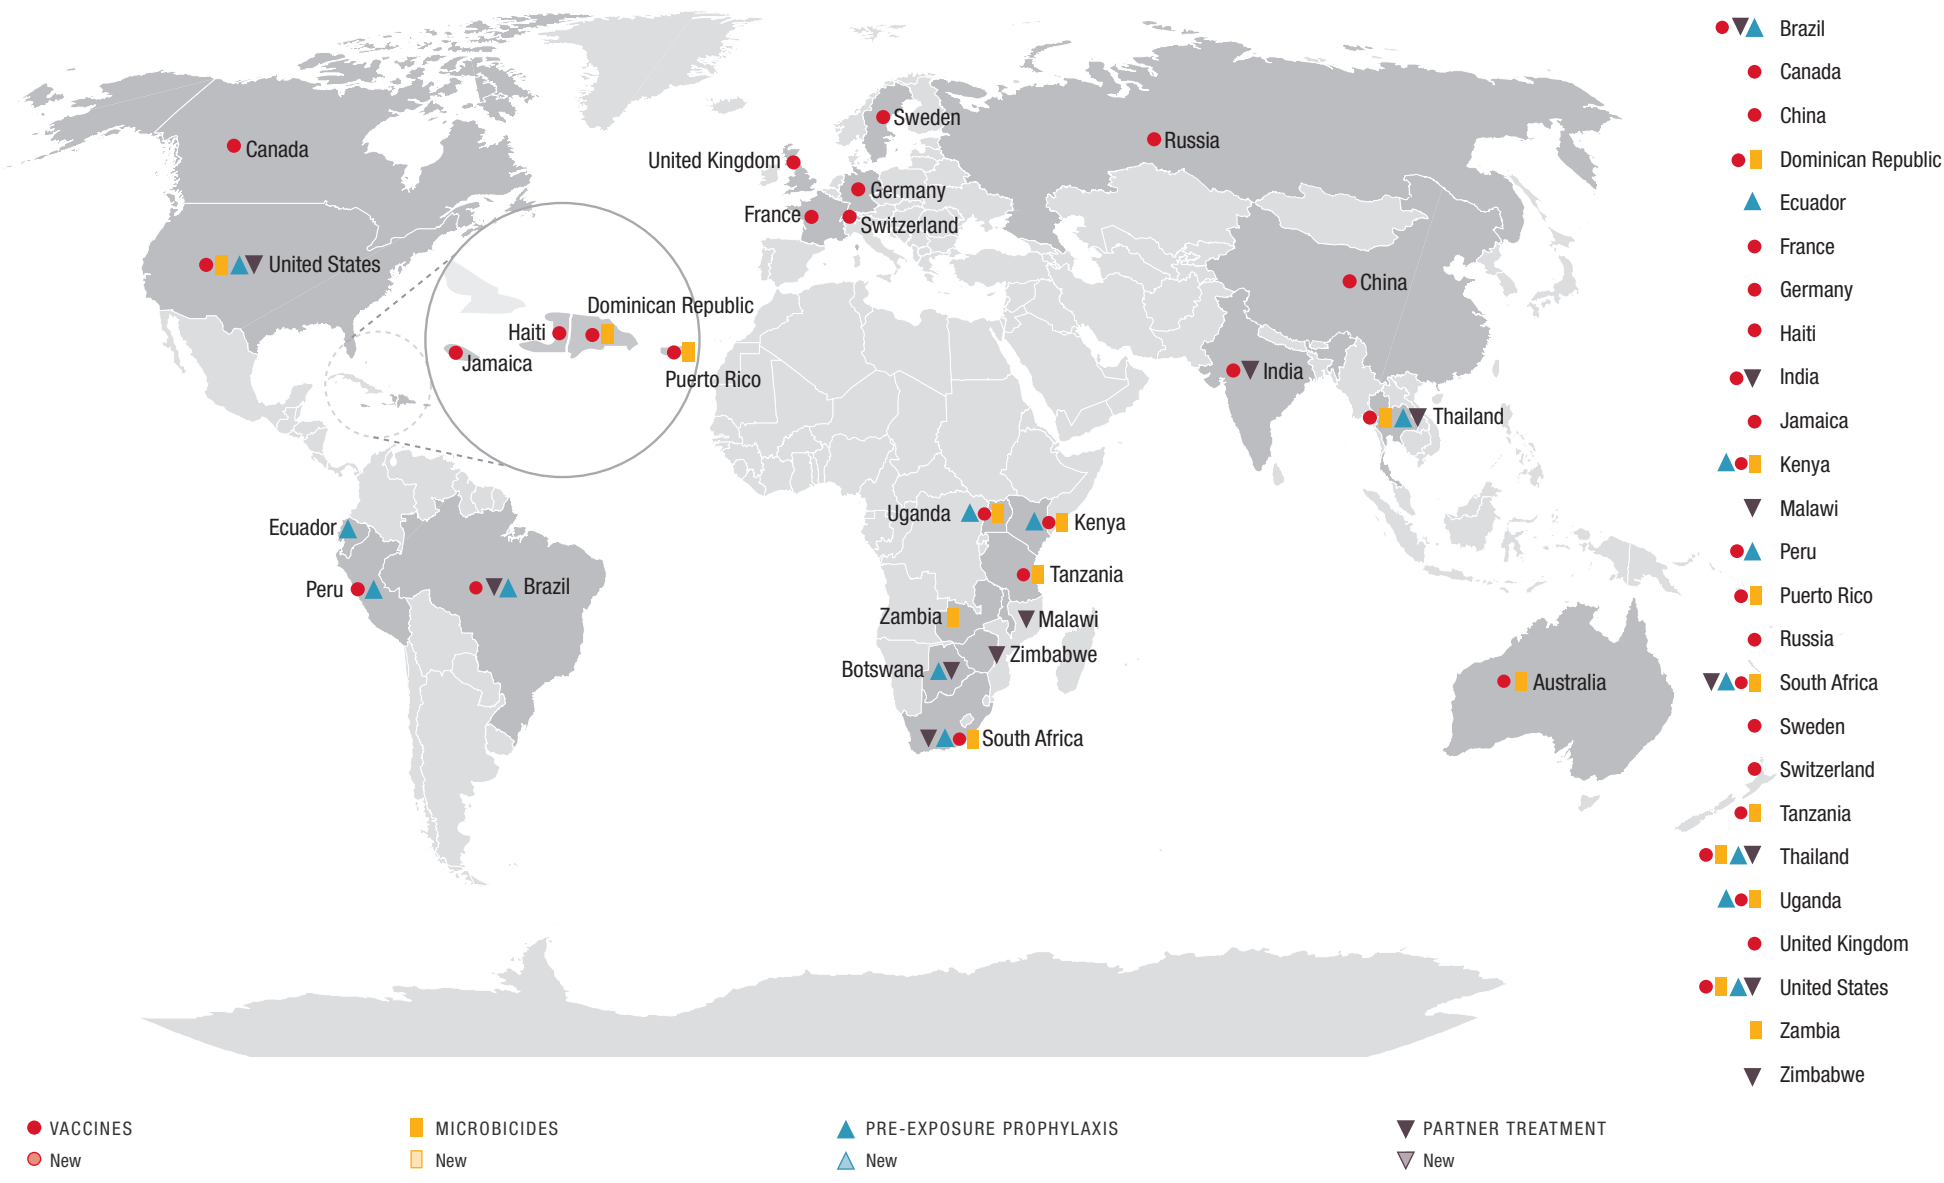 Canada
United States
Sweden
United Kingdom
Germany
France
Switzerland
Russia
China
India
Thailand
Dominican Republic
Haiti
Jamaica
Puerto Rico
Ecuador
Peru
Brazil
Uganda
Kenya
Tanzania
Zambia
Malawi
Zimbabwe
Botswana
South Africa
Australia
Brazil
Canada
China
Dominican Republic
Ecuador
France
Germany
Haiti
India
Jamaica
Kenya
Malawi
Peru
Puerto Rico
Russia
South Africa
Sweden
Switzerland
Tanzania
Thailand
Uganda
United Kingdom
United States
Zambia
Zimbabwe
VACCINES
New
MICROBICIDES
New
PRE-EXPOSURE PROPHYLAXIS
New
PARTNER TREATMENT
New